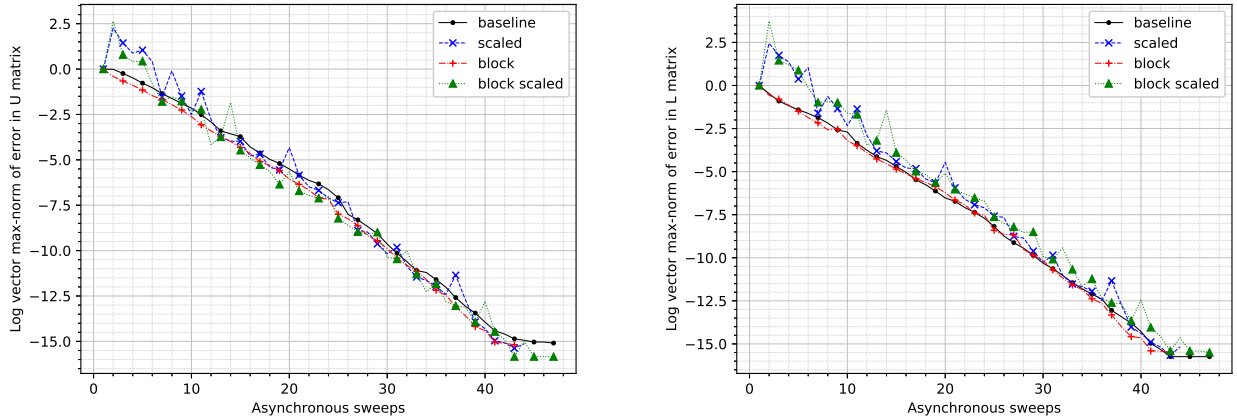 Log vector max-norm of error in U matrix
2.5
0.0
−2.5
−5.0
−7.5
−10.0
−12.5
−15.0
0
10
20
30
40
Asynchronous sweeps
baseline
scaled
block
block scaled
Log vector max-norm of error in L matrix
2.5
0.0
−2.5
−5.0
−7.5
−10.0
−12.5
−15.0
0
10
20
30
40
Asynchronous sweeps
baseline
scaled
block
block scaled